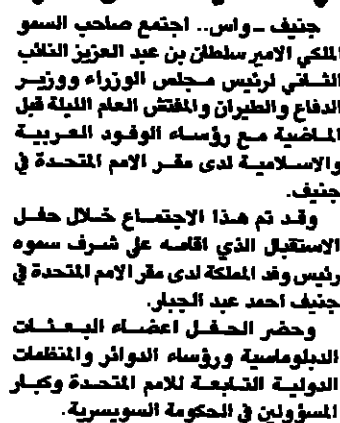 جنيف _ واس.. اجتمع صاحب السمو
الملكي الامير سلطان بن عبد العزيز النائب
الثاني لرئيس مجلس الوزراء ووزير
الدفاع والطيران والمفتش العام الليلة قبل
الماضية مع رؤساء الوفود العربية
والاسلامية لدى مقر الامم المتحدة في
جنيف.
وقد تم هذا الاجتماع خلال حفل
الاستقبال الذي اقامه على شرف سموه
رئيس وفد المملكة لدى مقر الامم المتحدة في
جنيف احمد عبد الجبار.
وحضر الحفل اعضاء البعثات
الدبلوماسية ورؤساء الدوائر والمنظمات
الدولية التابعة للامم المتحدة وكبار
المسؤولين في الحكومة السويسرية.